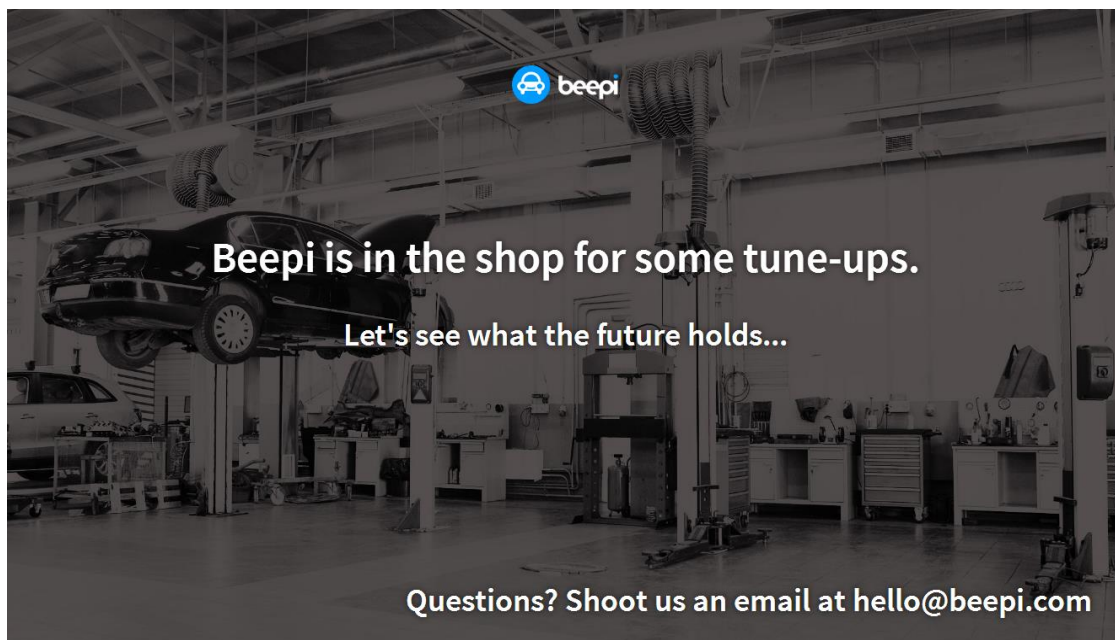 beepi
Beepi is in the shop for some tune-ups.
Let's see what the future holds...
Questions? Shoot us an email at hello@beepi.com